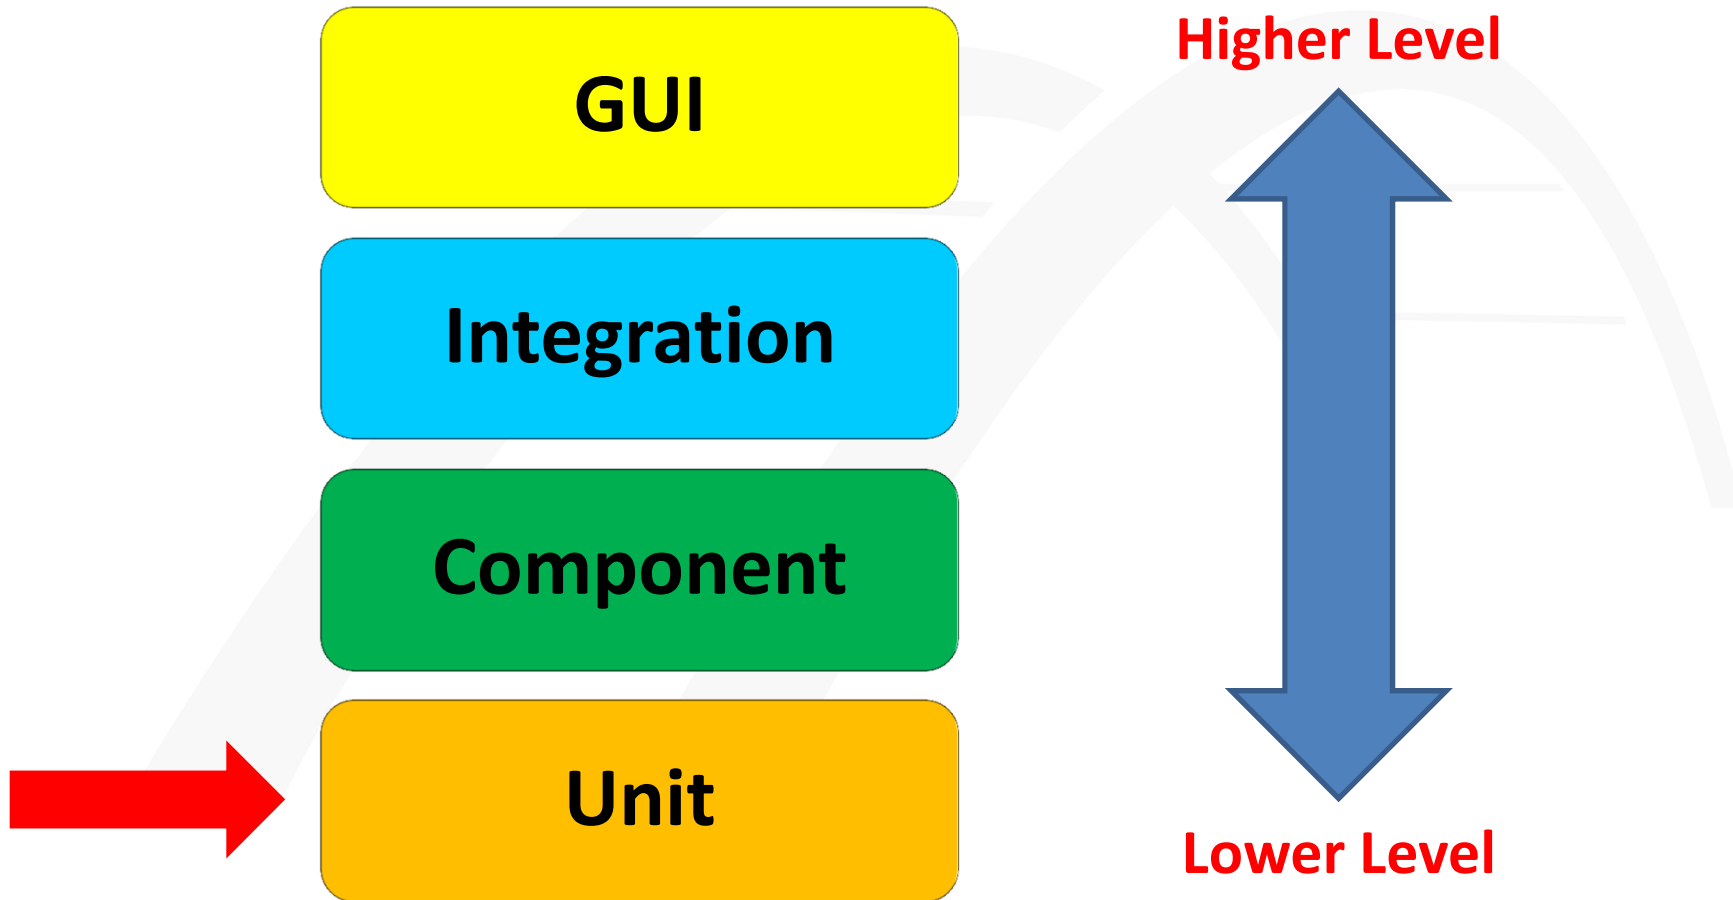 GUI
Integration
Component
Unit
Higher Level
Lower Level